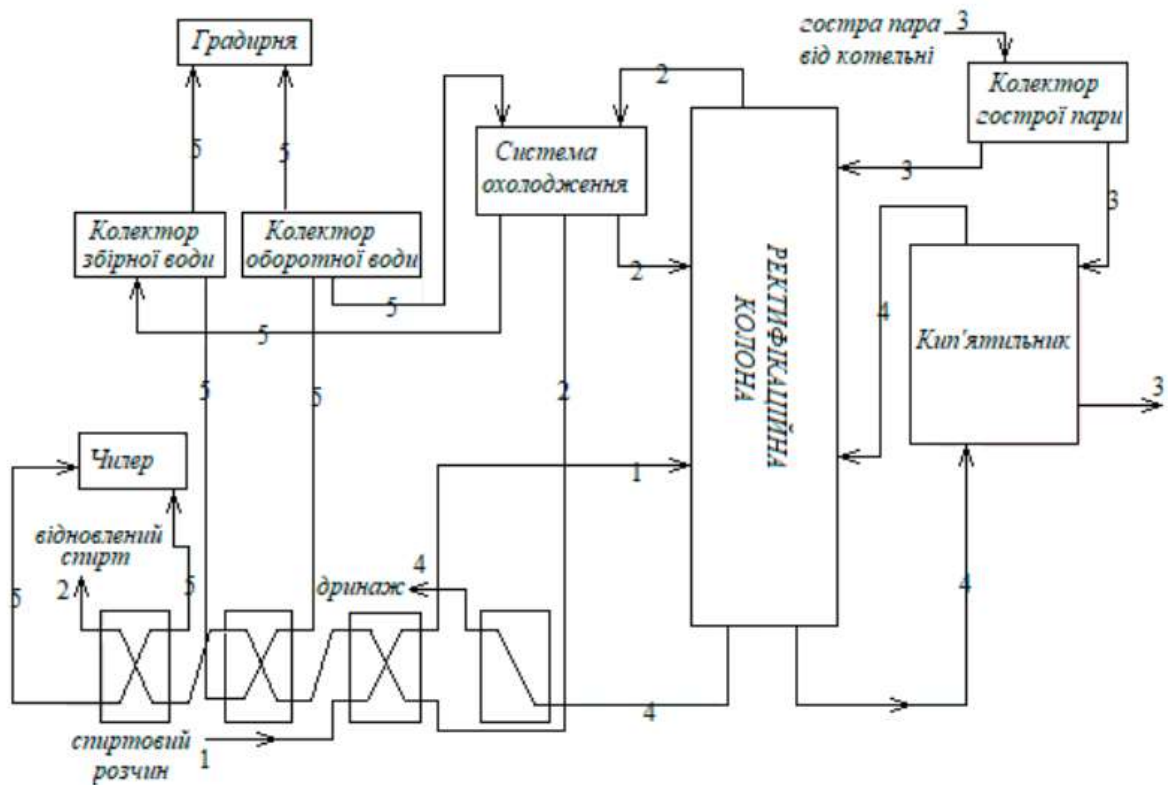 Градирня
гостра пара 3
від котельні
Колектор
гострої пари
2
Система
охолодження
5
5
3
3
Колектор
збірної води
Колектор
оборотної води
2
5
5
4
РЕКТИФІКАЦІЙНА
КОЛОНА
Кип'ятильник
5
5
2
3
Чилер
1
відновлений
спирт
2
5
5
дринаж
4
4
4
спиртовий
розчин
1